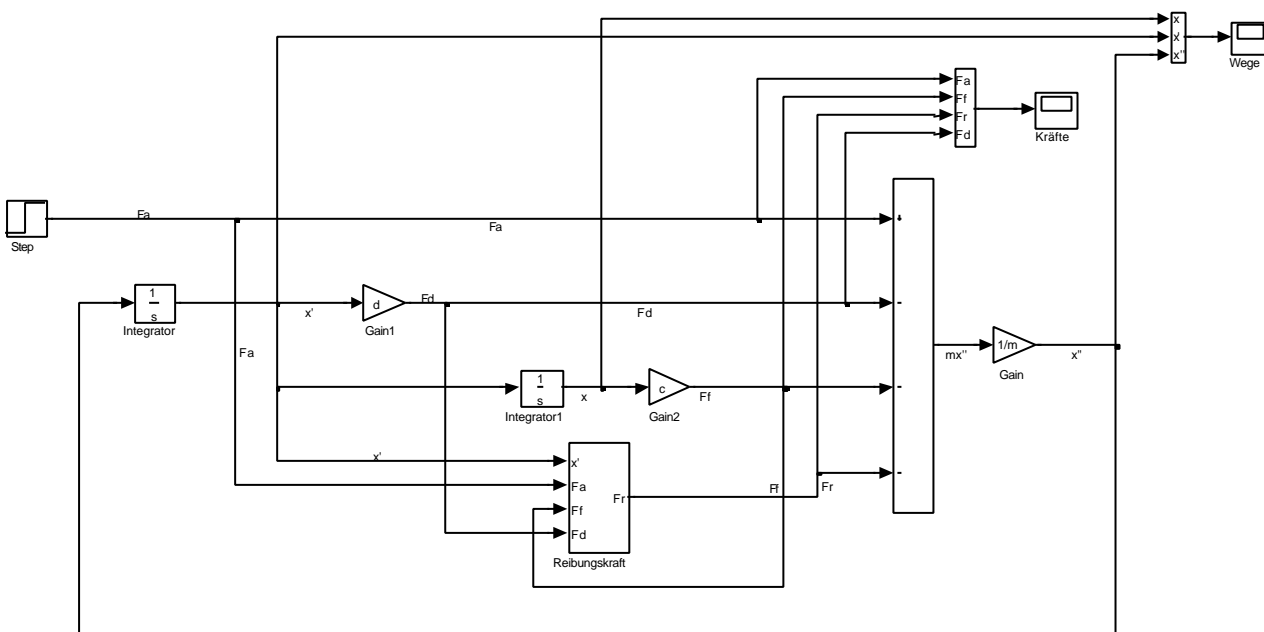 x
x'
x''
Wege
Fa
Ff
Fr
Fd
Kräfte
Step
Fa
Fa
+
1
s
Integrator
x'
d
Gain1
Fd
Fd
-
Fa
mx''
1/m
Gain
x''
1
s
Integrator1
x
c
Gain2
Ff
-
x'
x'
Fa
Ff
Fd
Fr
Reibungskraft
Ff
Fr
-